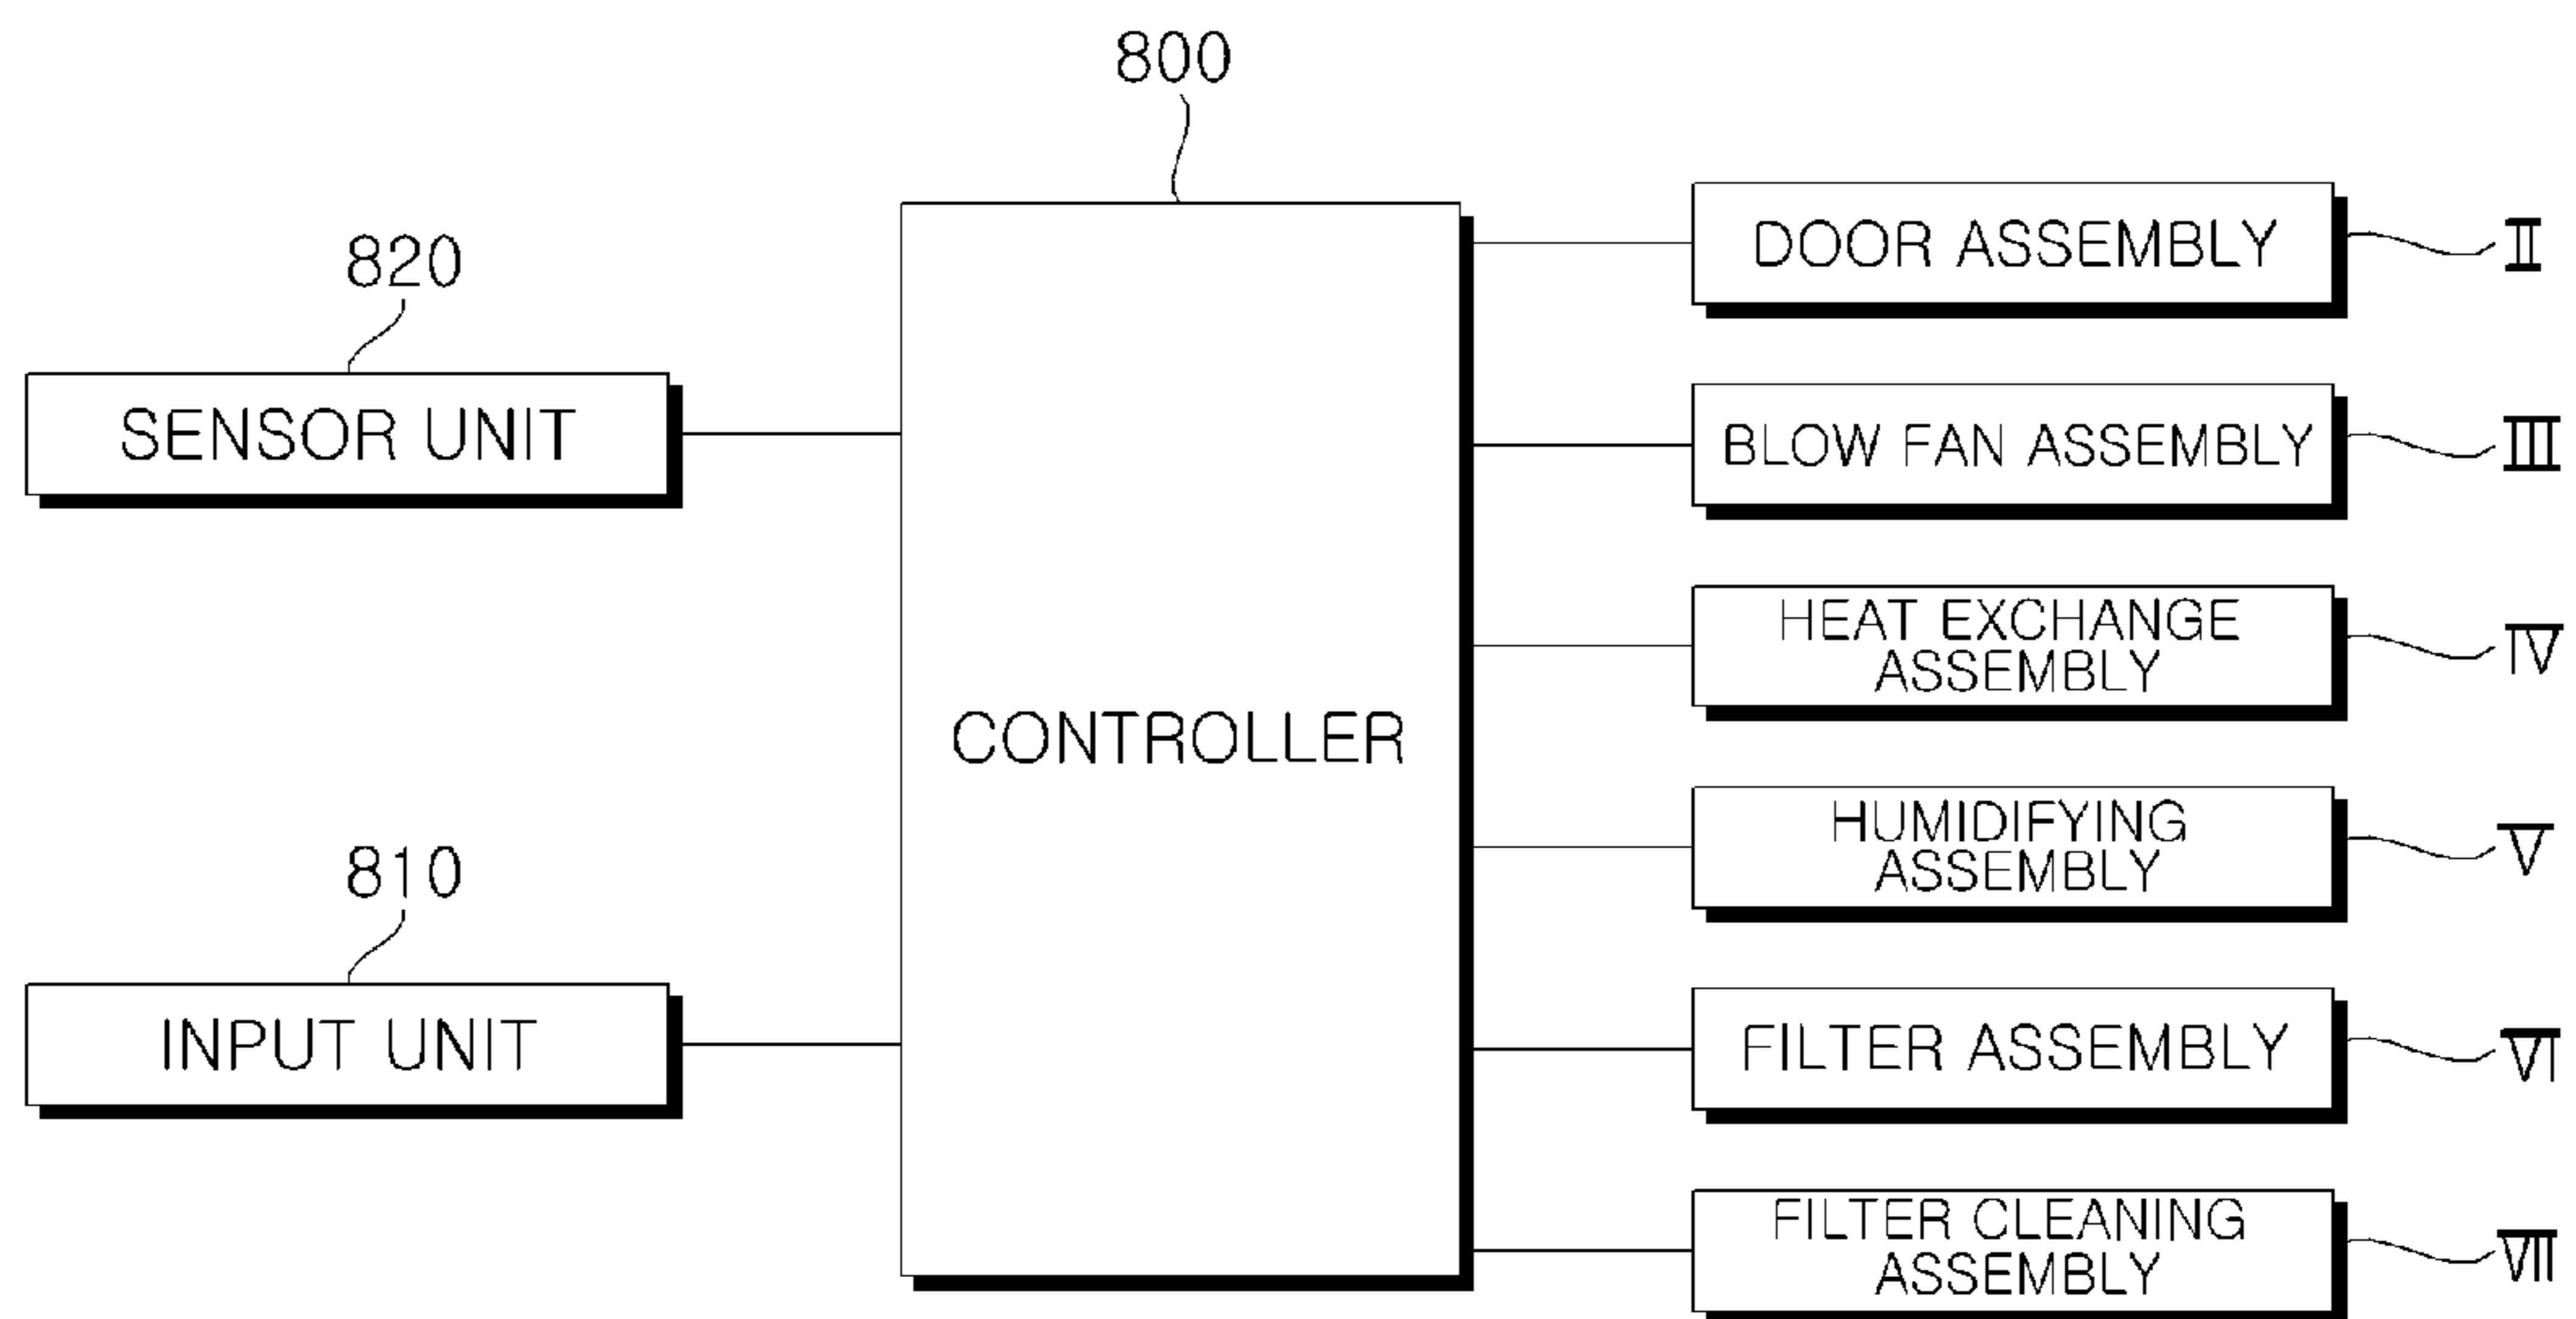 800
820
SENSOR UNIT
810
INPUT UNIT
CONTROLLER
DOOR ASSEMBLY
II
BLOW FAN ASSEMBLY
III
HEAT EXCHANGE
ASSEMBLY
IV
HUMIDIFYING
ASSEMBLY
V
FILTER ASSEMBLY
VI
FILTER CLEANING
ASSEMBLY
VII